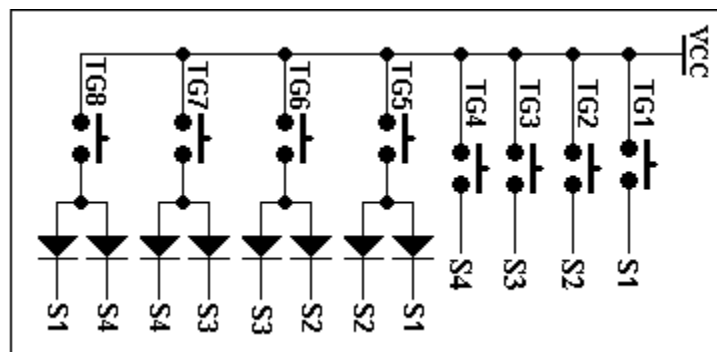 VCC
TG8 TG7 TG6 TG5 TG4 TG3 TG2 TG1
S4 S3 S2 S1
S1 S4 S4 S3 S3 S2 S2 S1